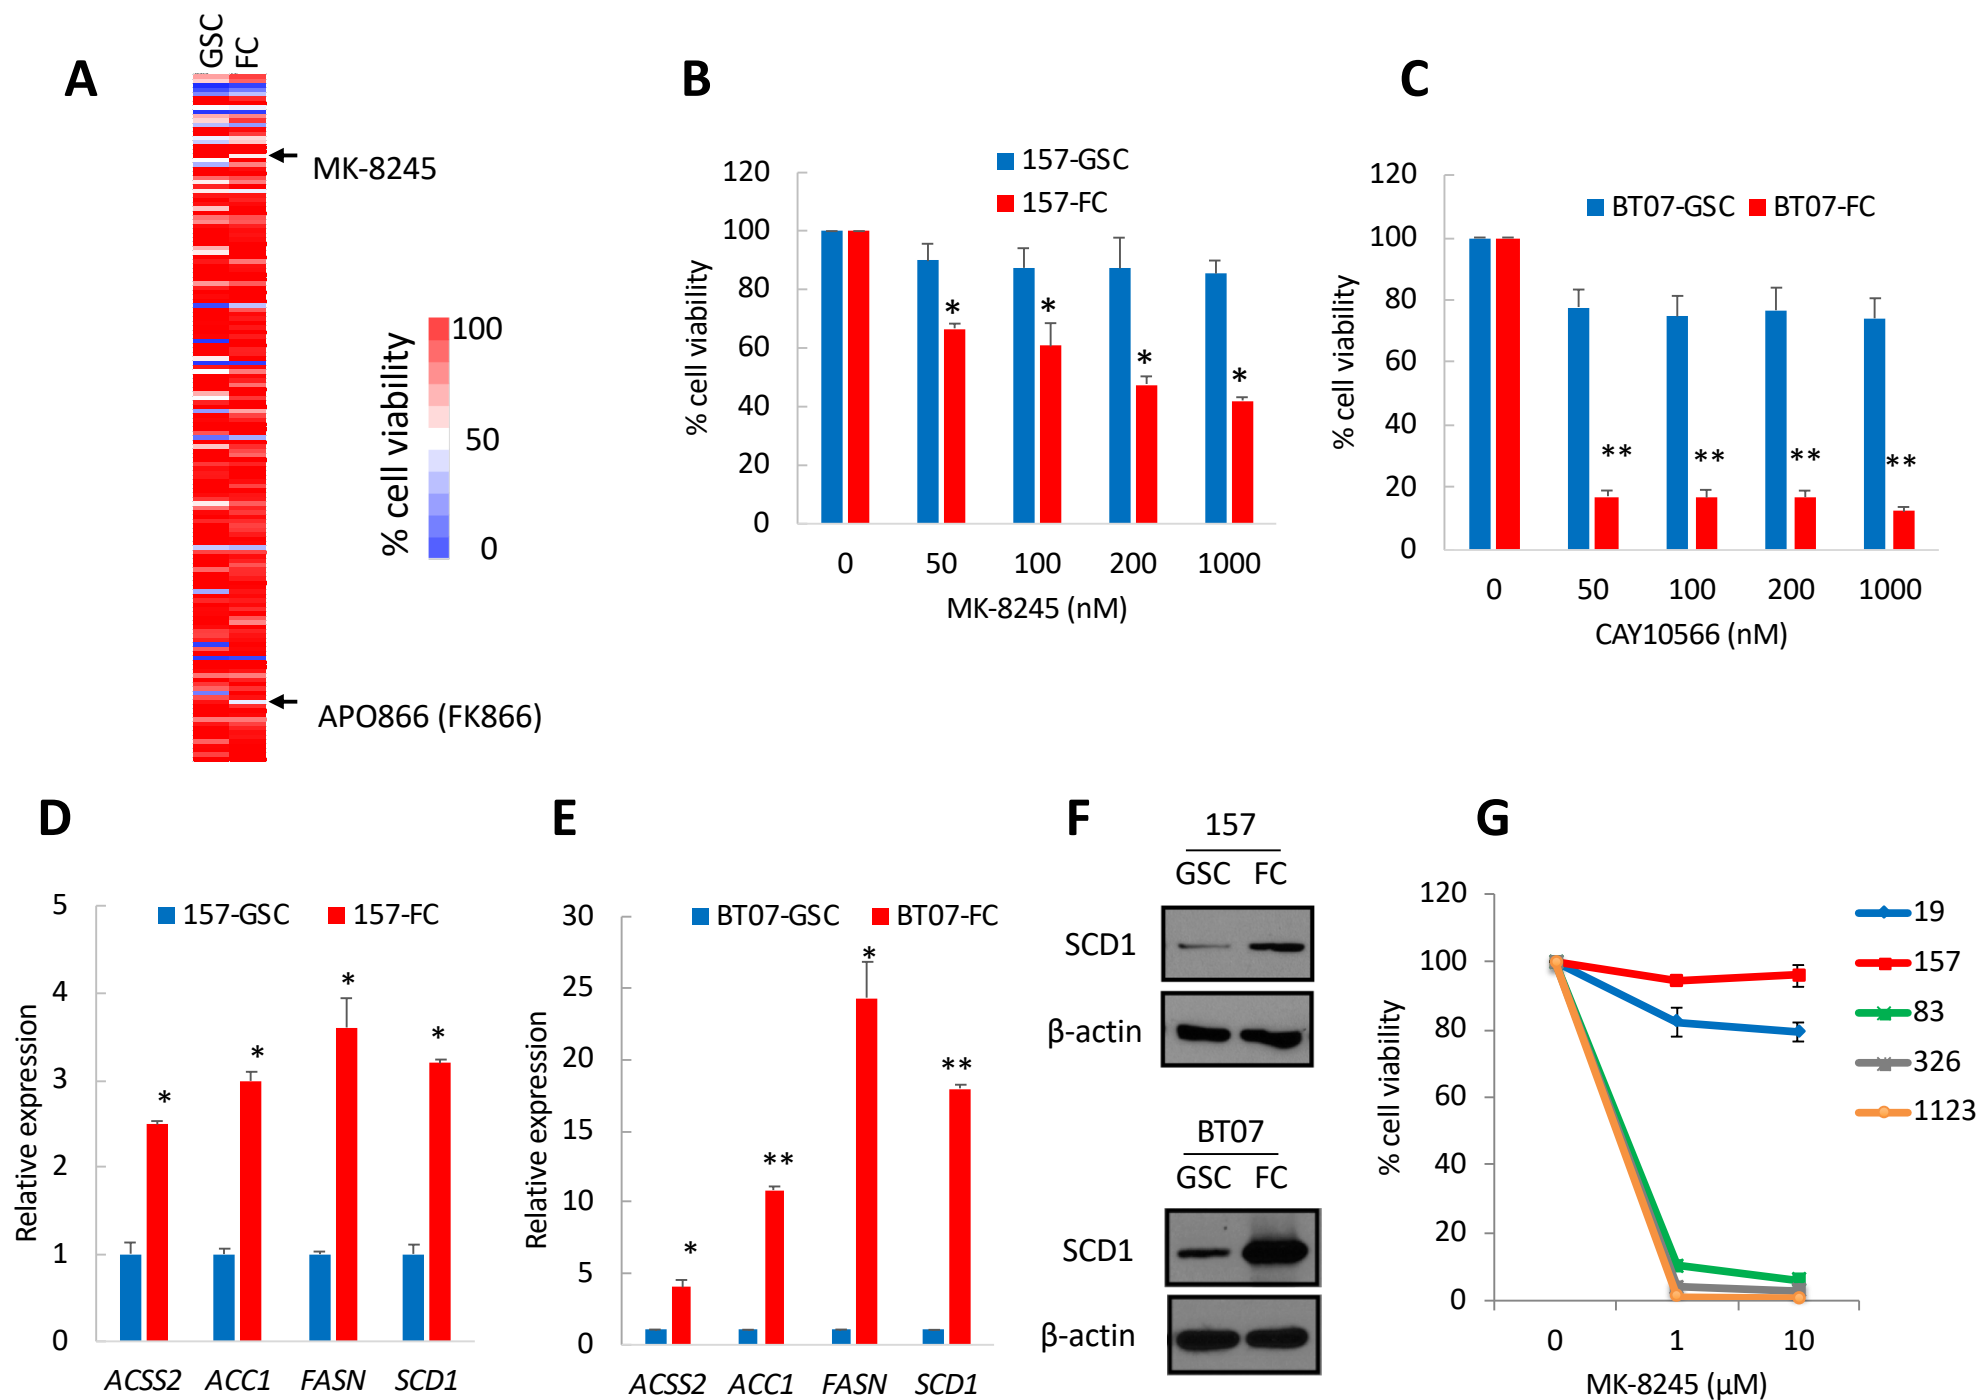 A
GSC
FC
MK-8245
APO866 (FK866)
% cell viability
100
50
0
B
157-GSC
157-FC
% cell viability
120
100
80
60
40
20
0
*
*
*
*
0 50 100 200 1000
MK-8245 (nM)
C
BT07-GSC BT07-FC
% cell viability
120
100
80
60
40
20
0
**
**
**
**
0 50 100 200 1000
CAY10566 (nM)
D
157-GSC 157-FC
Relative expression
5
4
3
2
1
0
*
*
*
*
ACSS2 ACC1 FASN SCD1
E
BT07-GSC BT07-FC
Relative expression
30
25
20
15
10
5
0
*
**
*
**
ACSS2 ACC1 FASN SCD1
F
157
GSC FC
SCD1
β-actin
BT07
GSC FC
SCD1
β-actin
G
% cell viability
120
100
80
60
40
20
0
19
157
83
326
1123
0 1 10
MK-8245 (μM)